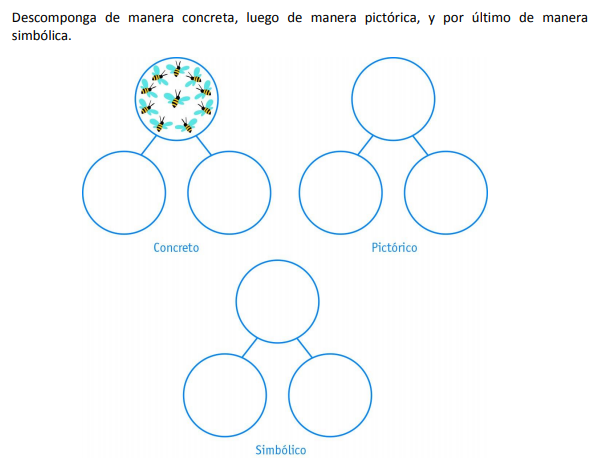 Descomponga de manera concreta, luego de manera pictórica, y por último de manera
simbólica.
Concreto
Pictórico
Simbólico